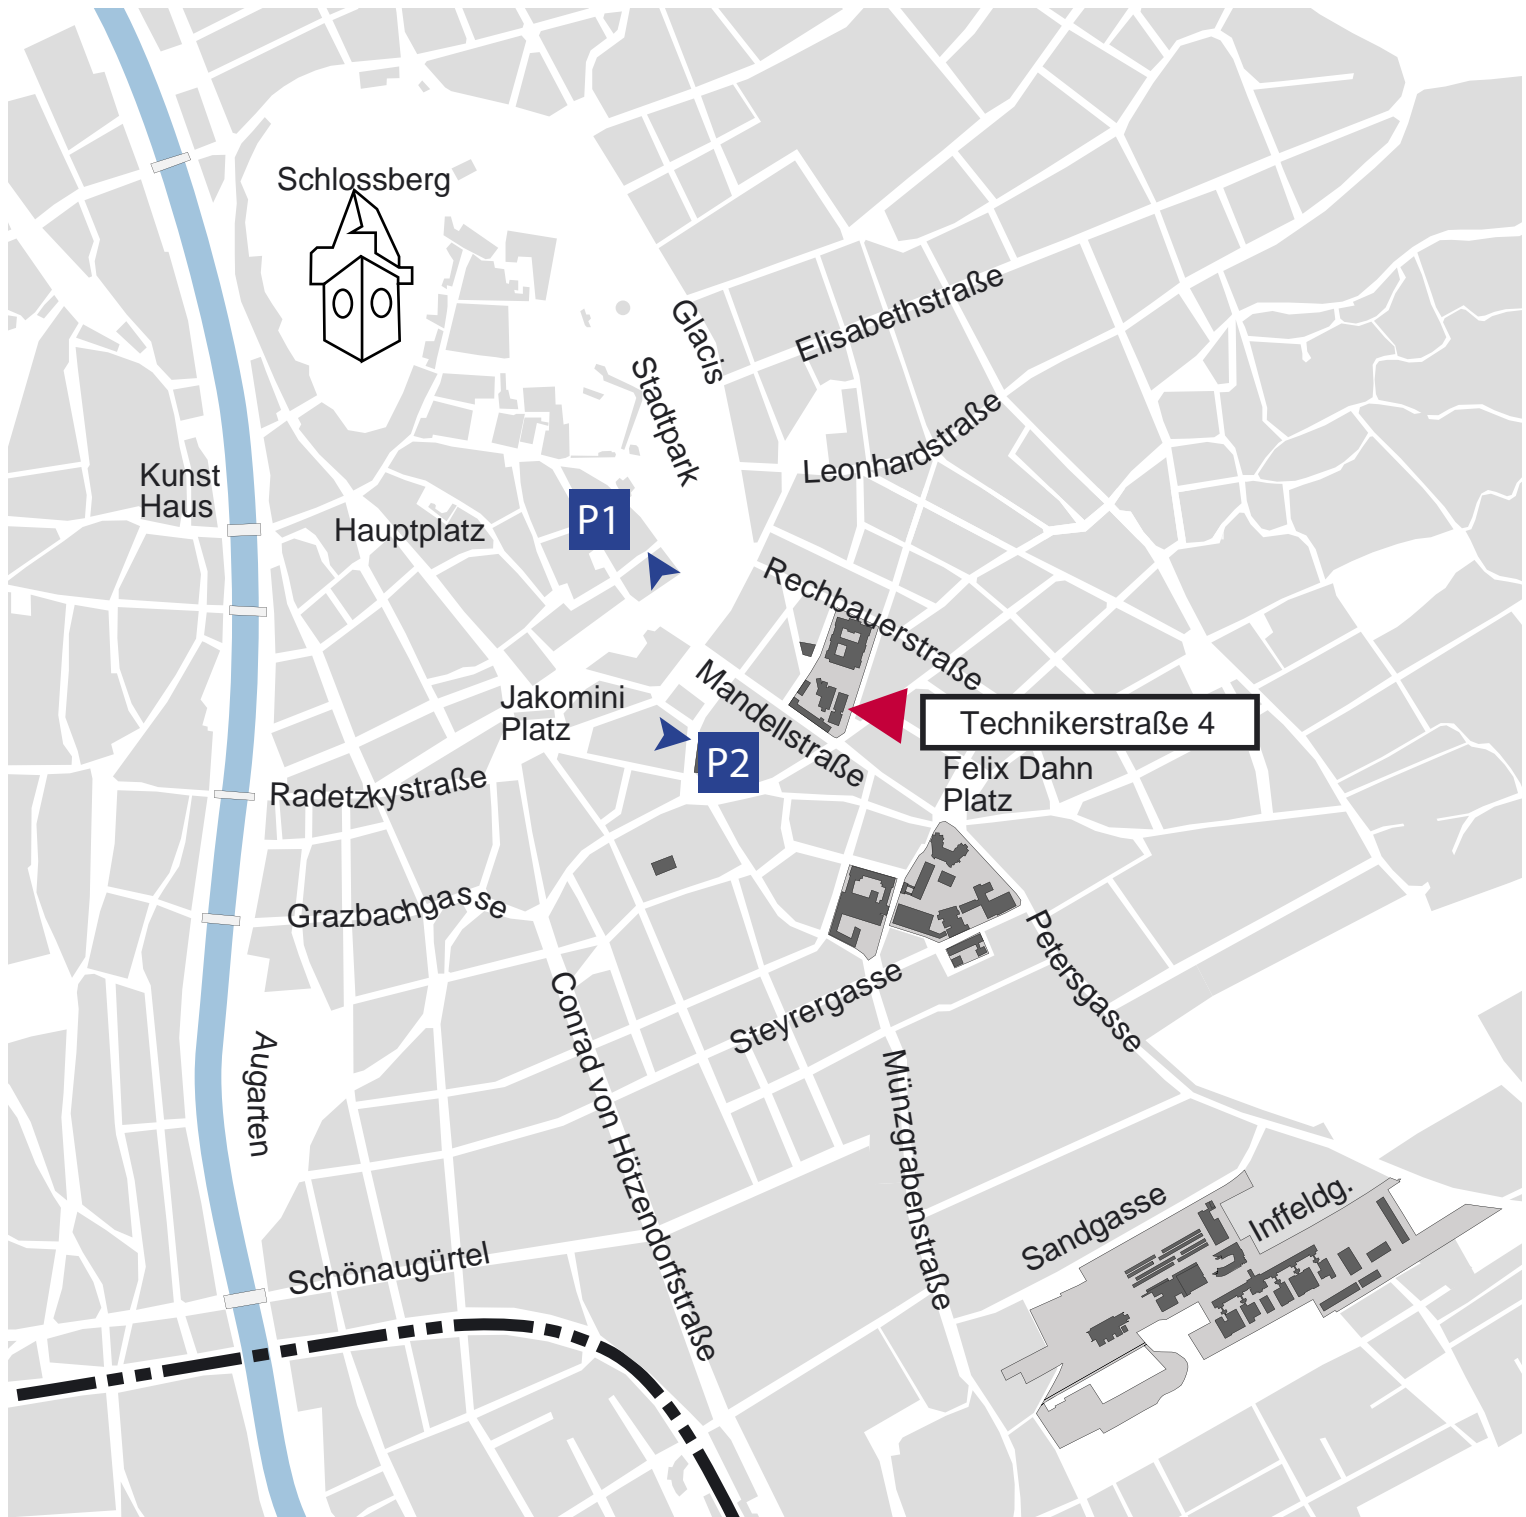 Schlossberg
Glacis
Elisabethstraße
Stadtpark
Leonhardstraße
Kunst
Haus
P1
Hauptplatz
Rechbauerstraße
Mandellstraße
Jakomini
Platz
Technikerstraße 4
P2
Felix Dahn
Platz
Radetzkystraße
Grazbachgasse
Petersgasse
Steyrergasse
Conrad von Hötzendorfstraße
Augarten
Münzgrabenstraße
Sandgasse
Inffeldg.
Schönaugürtel